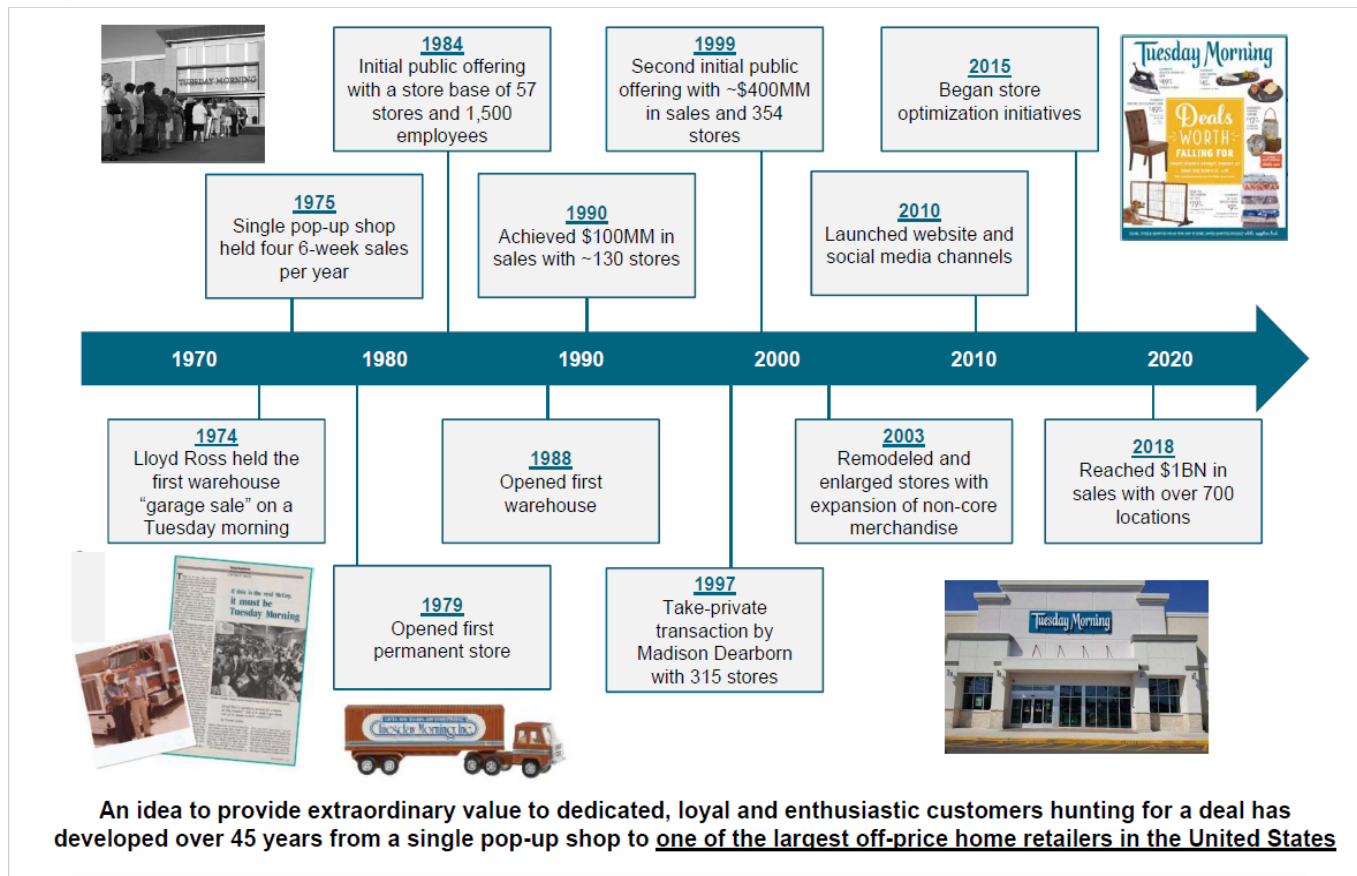 TUESDAY MORNING
1984
Initial public offering
with a store base of 57
stores and 1,500
employees
1999
Second initial public
offering with ~$400MM
in sales and 354
stores
2015
Began store
optimization initiatives
Tuesday Morning
Deals
WORTH
FALLING FOR
1975
Single pop-up shop
held four 6-week sales
per year
1990
Achieved $100MM in
sales with ~130 stores
2010
Launched website and
social media channels
1970 1980 1990 2000 2010 2020
1974
Lloyd Ross held the
first warehouse
“garage sale” on a
Tuesday morning
1988
Opened first
warehouse
2003
Remodeled and
enlarged stores with
expansion of non-core
merchandise
2018
Reached $1BN in
sales with over 700
locations
if this is the real McCoy,
it must be
Tuesday Morning
1979
Opened first
permanent store
1997
Take-private
transaction by
Madison Dearborn
with 315 stores
Tuesday Morning
Tuesday Morning, Inc.
An idea to provide extraordinary value to dedicated, loyal and enthusiastic customers hunting for a deal has
developed over 45 years from a single pop-up shop to one of the largest off-price home retailers in the United States